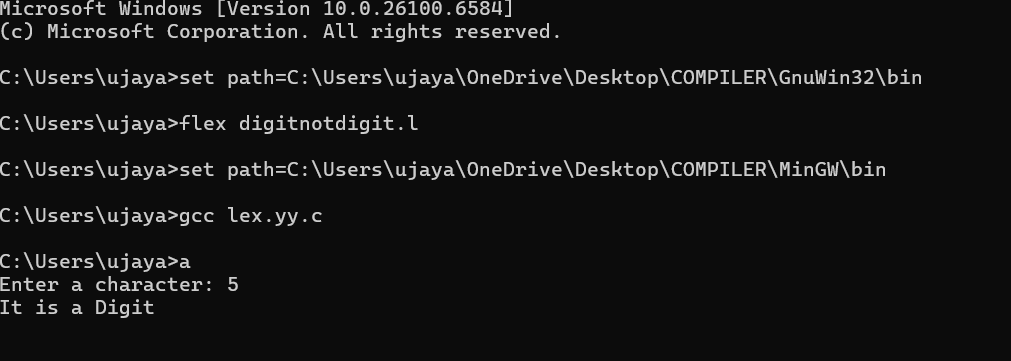 Microsoft Windows [Version 10.0.26100.6584]
(c) Microsoft Corporation. All rights reserved.
C:\Users\ujaya>set path=C:\Users\ujaya\OneDrive\Desktop\COMPILER\GnuWin32\bin
C:\Users\ujaya>flex digitnotdigit.l
C:\Users\ujaya>set path=C:\Users\ujaya\OneDrive\Desktop\COMPILER\MinGW\bin
C:\Users\ujaya>gcc lex.yy.c
C:\Users\ujaya>a
Enter a character: 5
It is a Digit